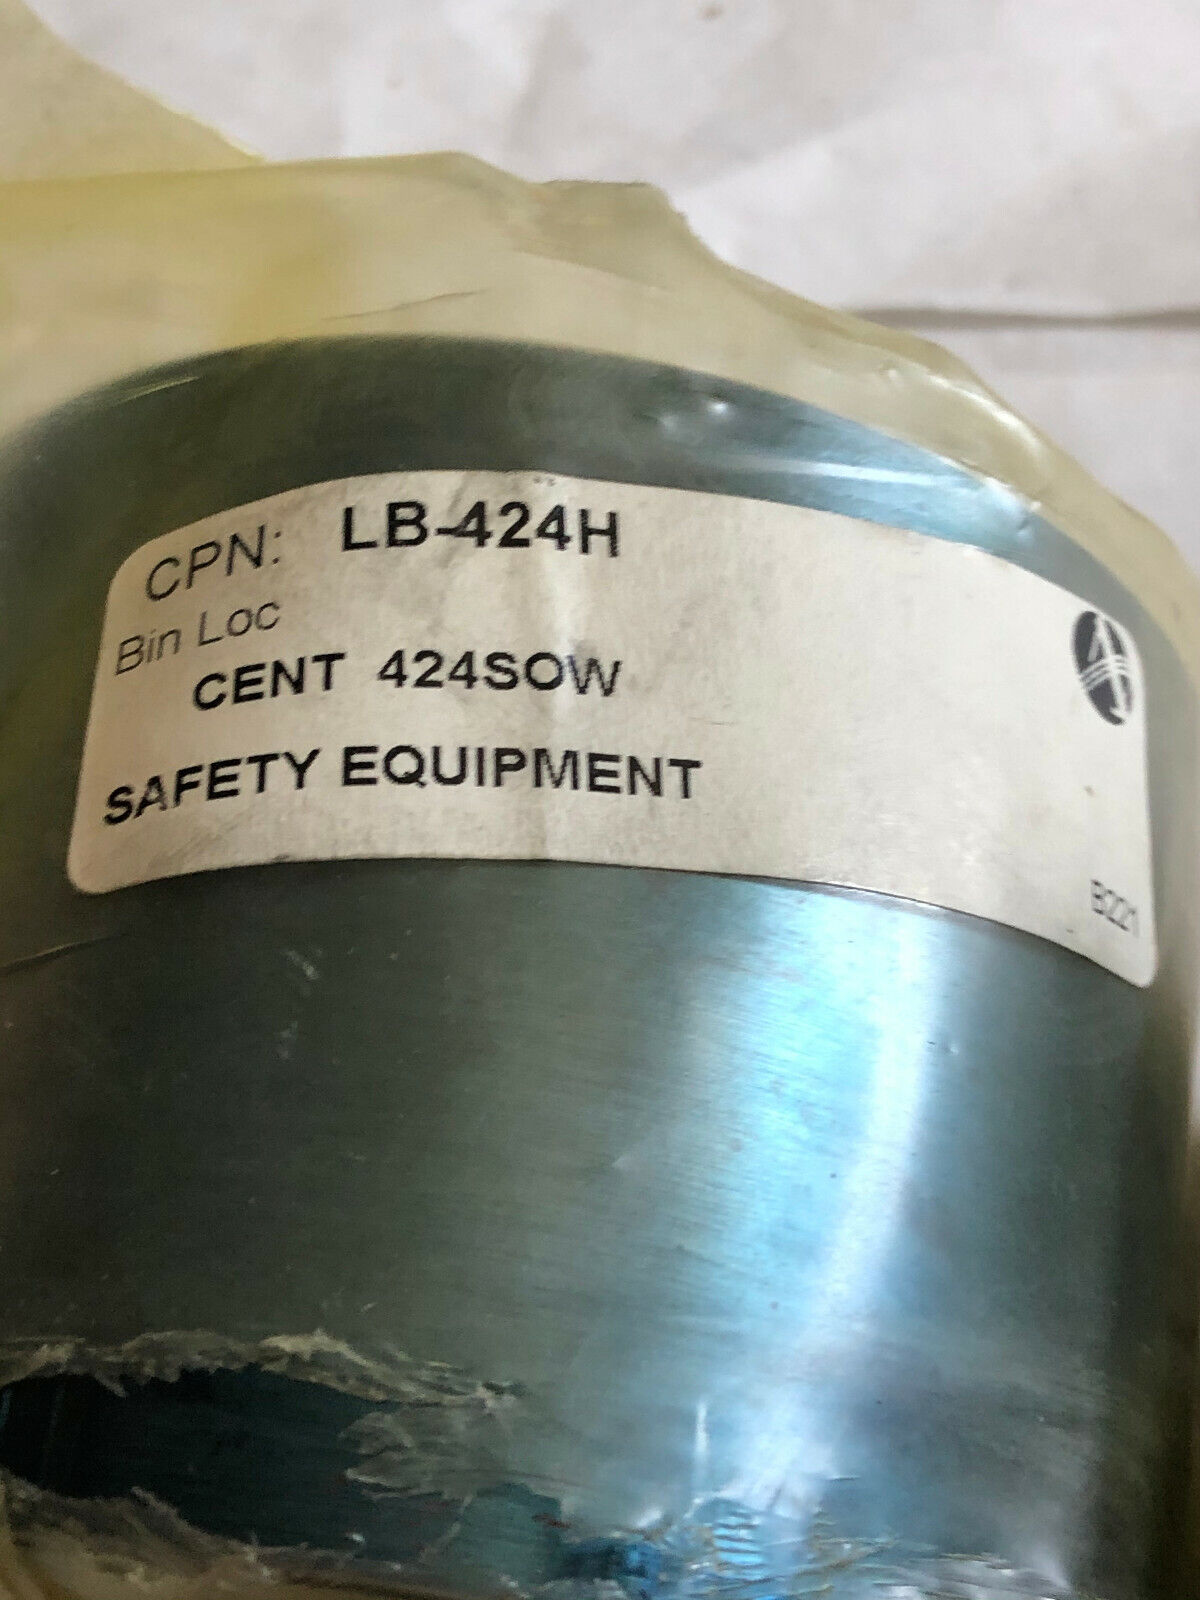 CPN: LB-424H
Bin Loc
CENT 424SOW
SAFETY EQUIPMENT
B221